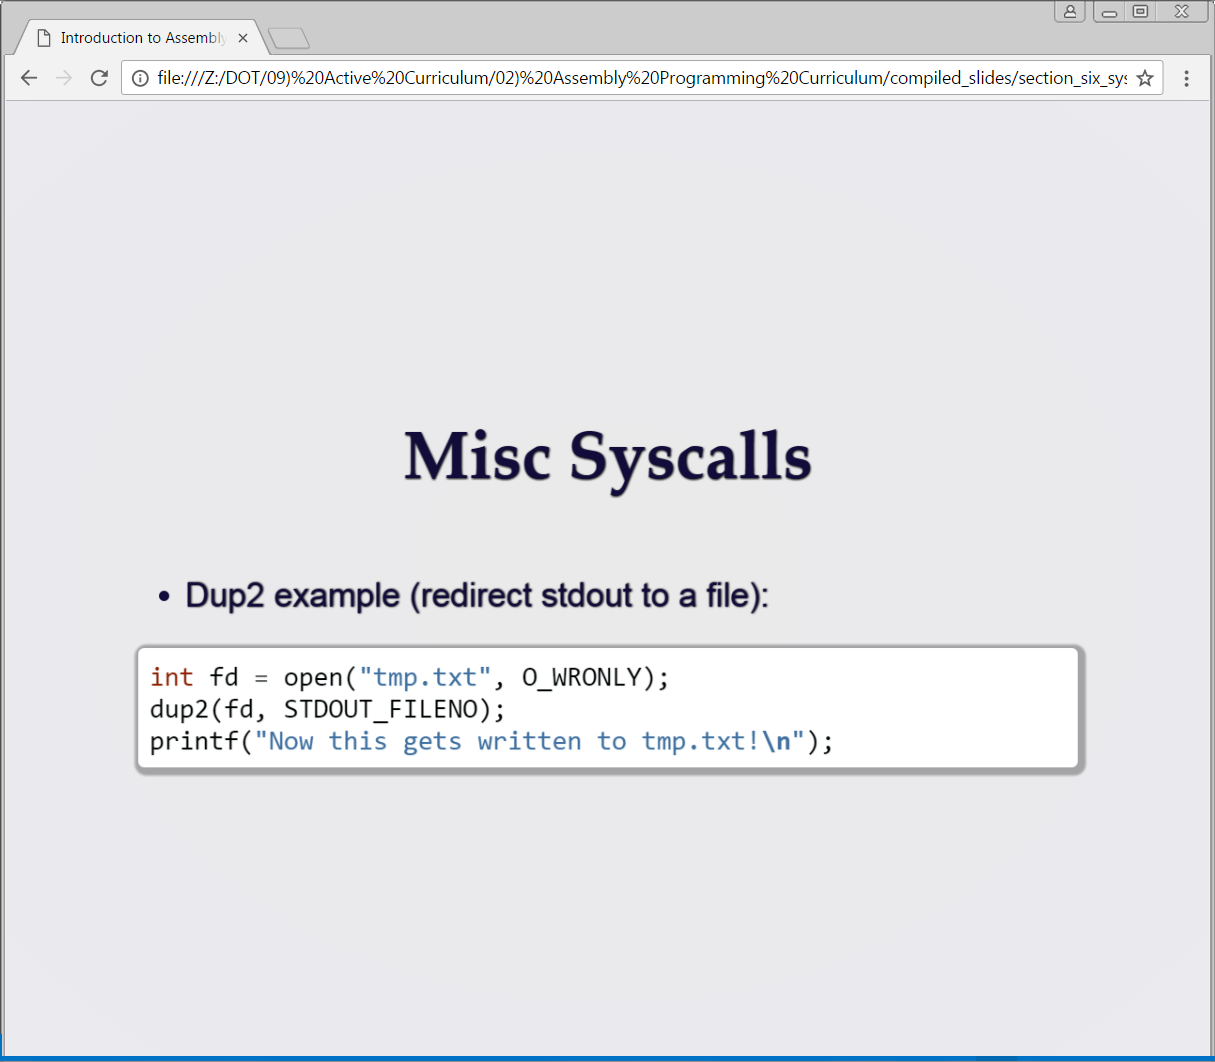 Introduction to Assembly
file:///Z:/DOT/09)%20Active%20Curriculum/02)%20Assembly%20Programming%20Curriculum/compiled_slides/section_six_sys
Misc Syscalls
• Dup2 example (redirect stdout to a file):
int fd = open("tmp.txt", O_WRONLY);
dup2(fd, STDOUT_FILENO);
printf("Now this gets written to tmp.txt!\n");